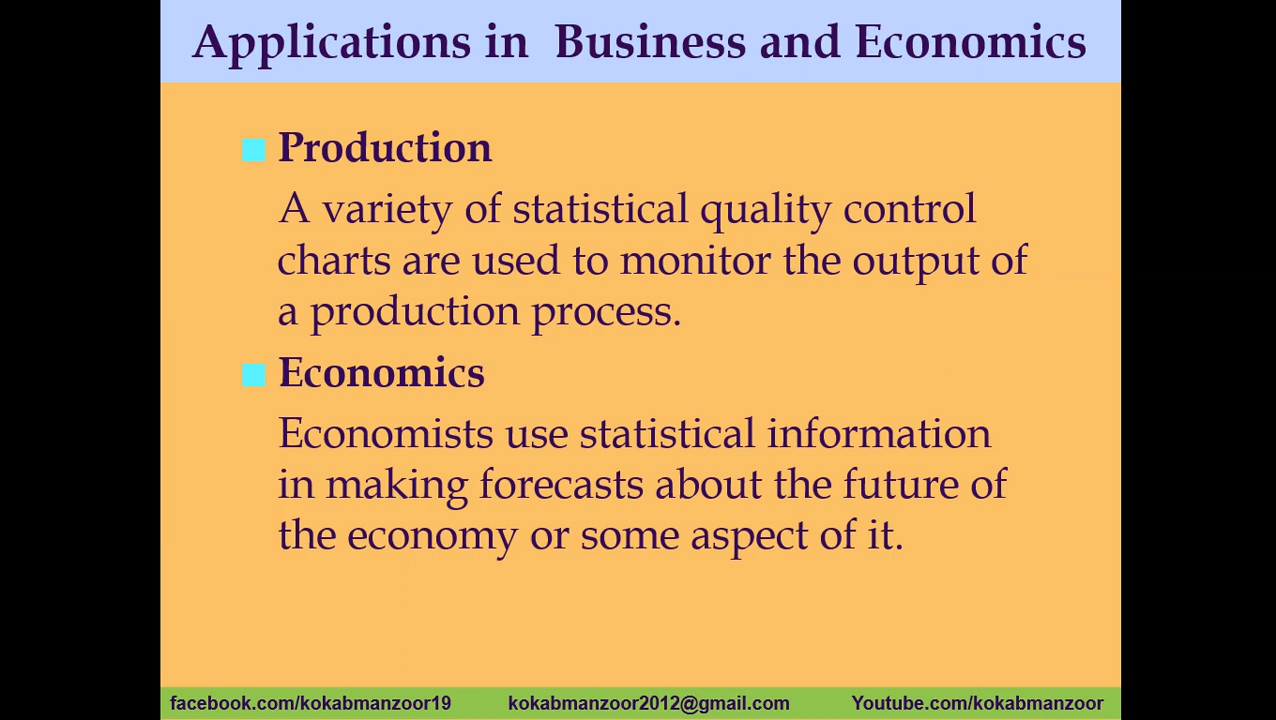 Applications in Business and Economics
Production
A variety of statistical quality control
charts are used to monitor the output of
a production process.
Economics
Economists use statistical information
in making forecasts about the future of
the economy or some aspect of it.
facebook.com/kokabmanzoor19 kokabmanzoor2012@gmail.com Youtube.com/kokabmanzoor